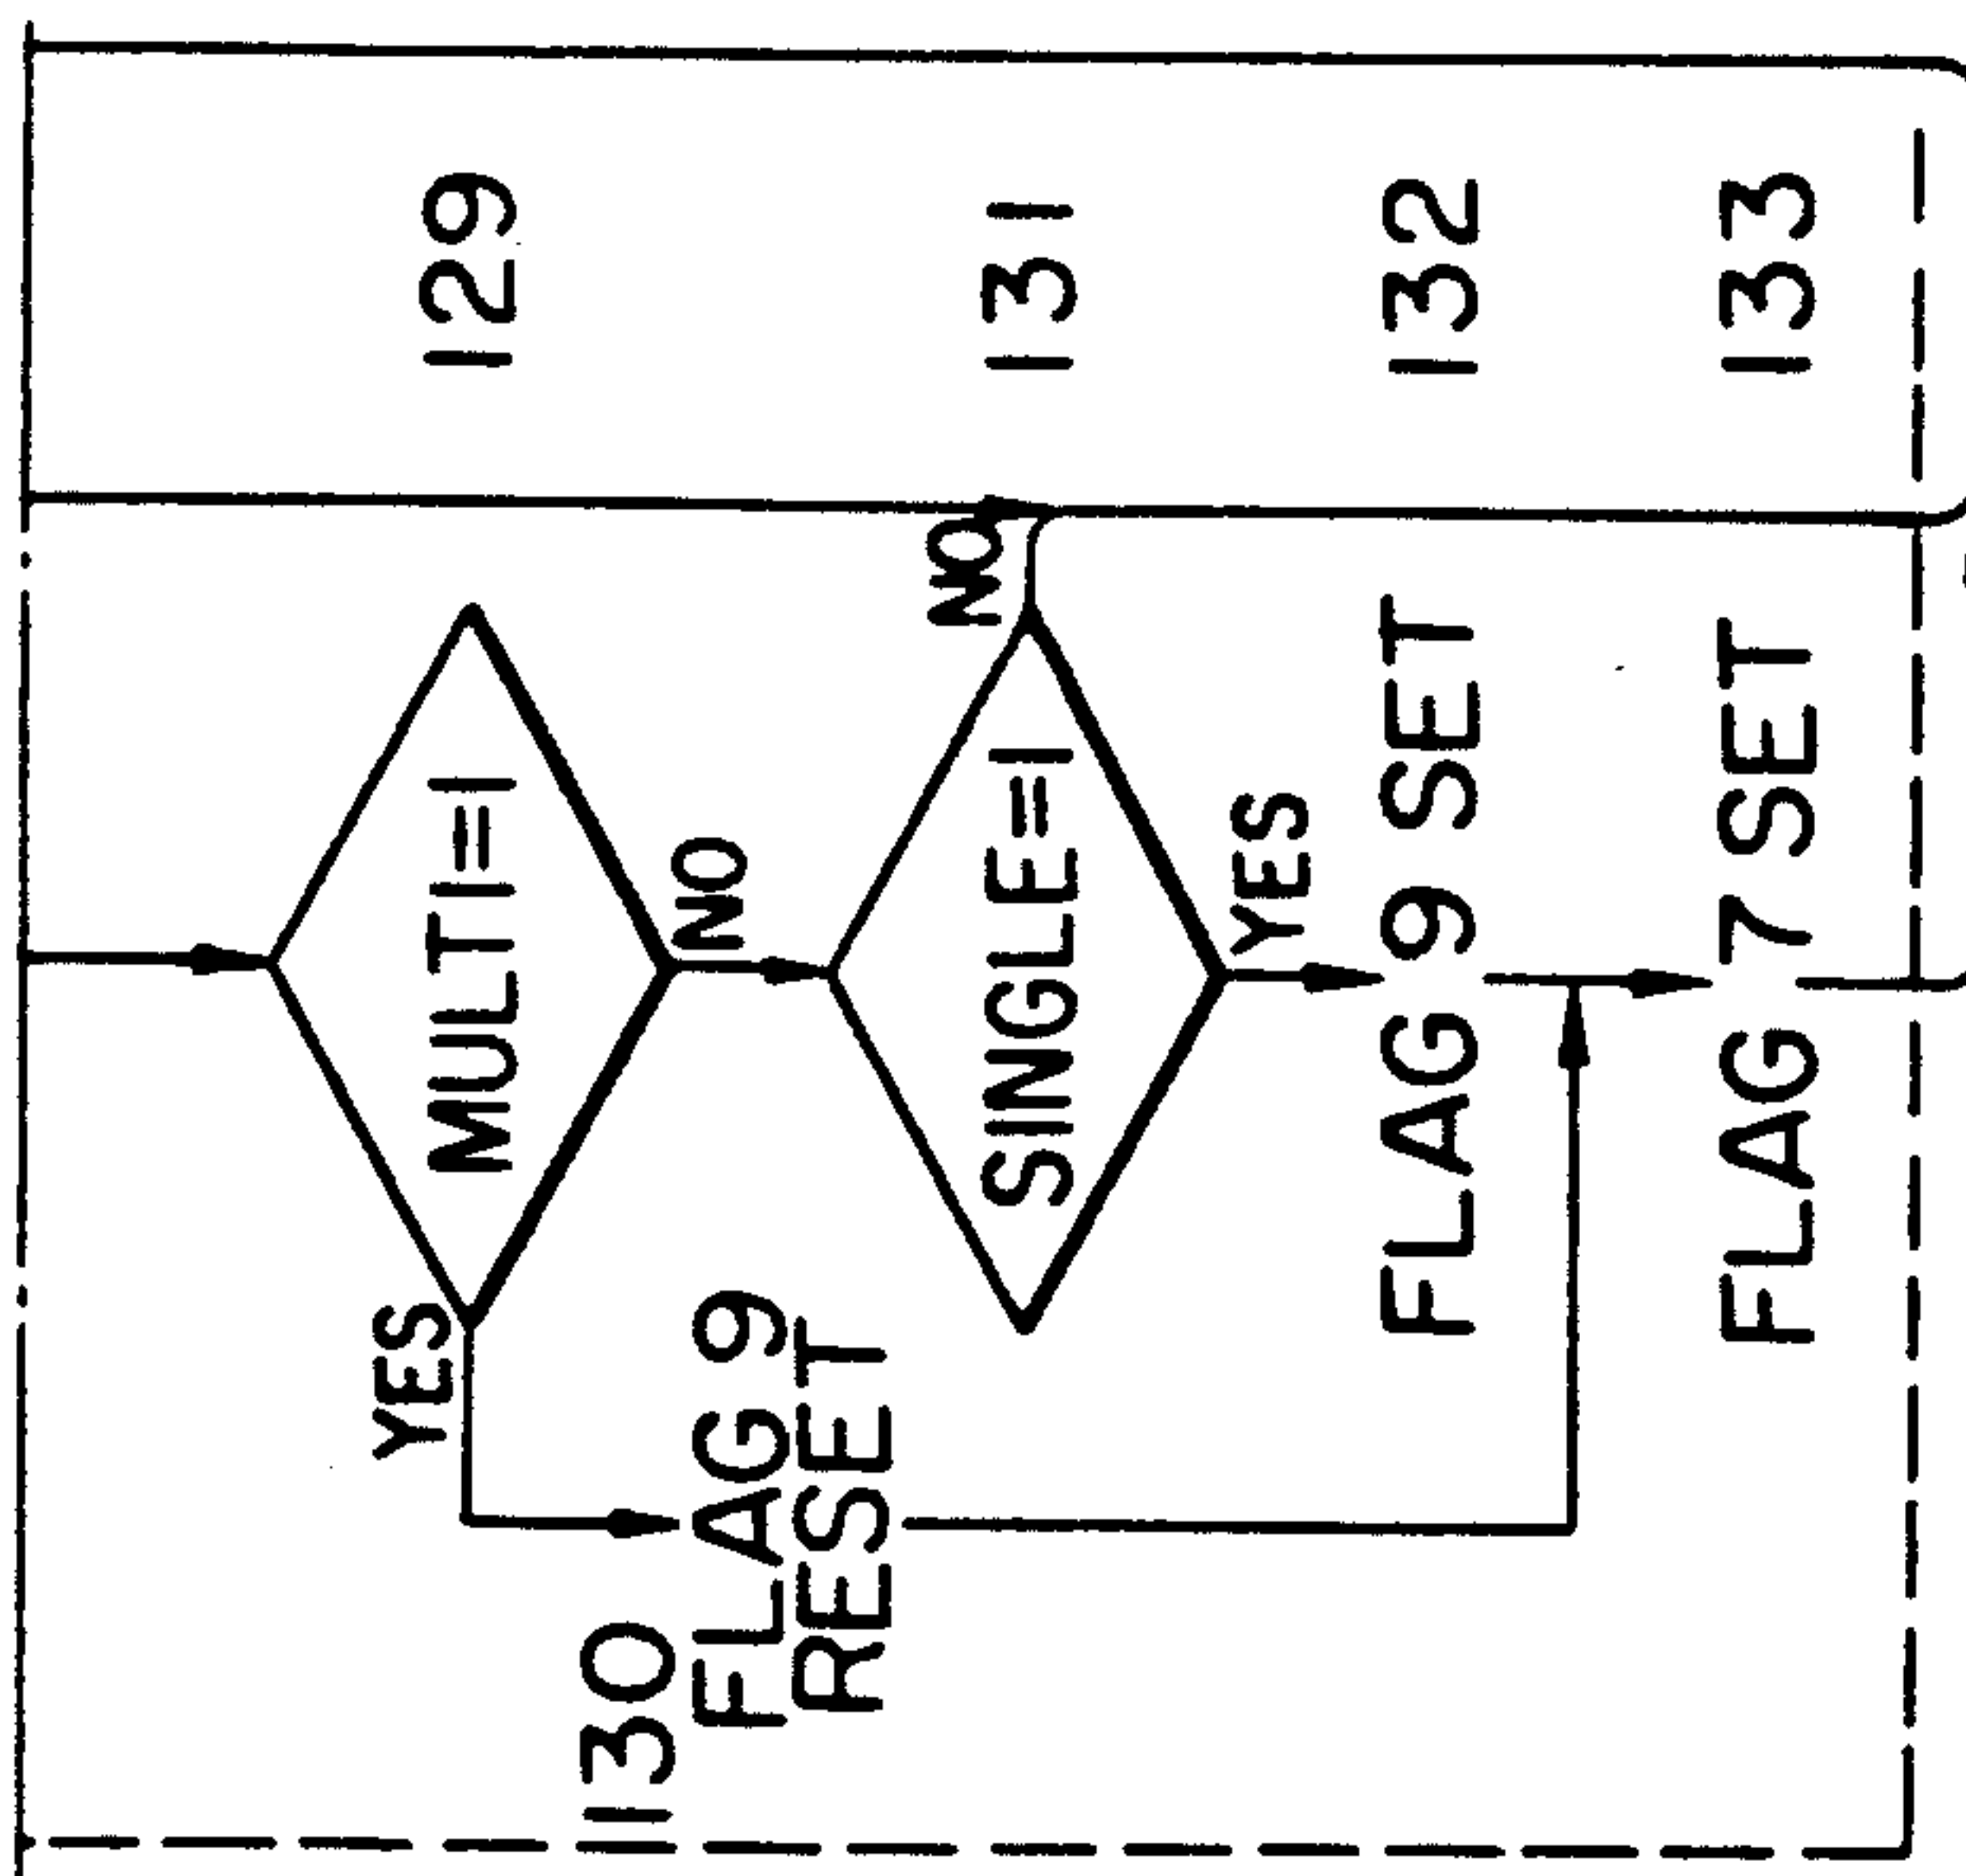 MULTI=1
129
YES
NO
130
FLAG 9
RESET
SINGLE=1
131
NO
YES
FLAG 9 SET
132
FLAG 7 SET
133